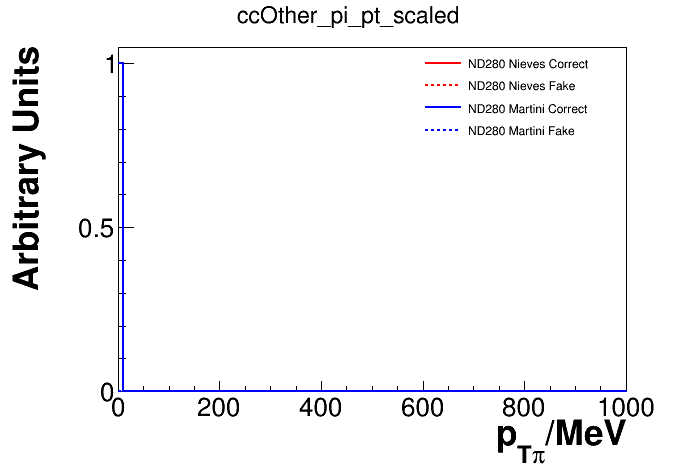 ccOther_pi_pt_scaled
Arbitrary Units
1
0.5
0
ND280 Nieves Correct
ND280 Nieves Fake
ND280 Martini Correct
ND280 Martini Fake
0 200 400 600 800 1000
p_Tπ/MeV